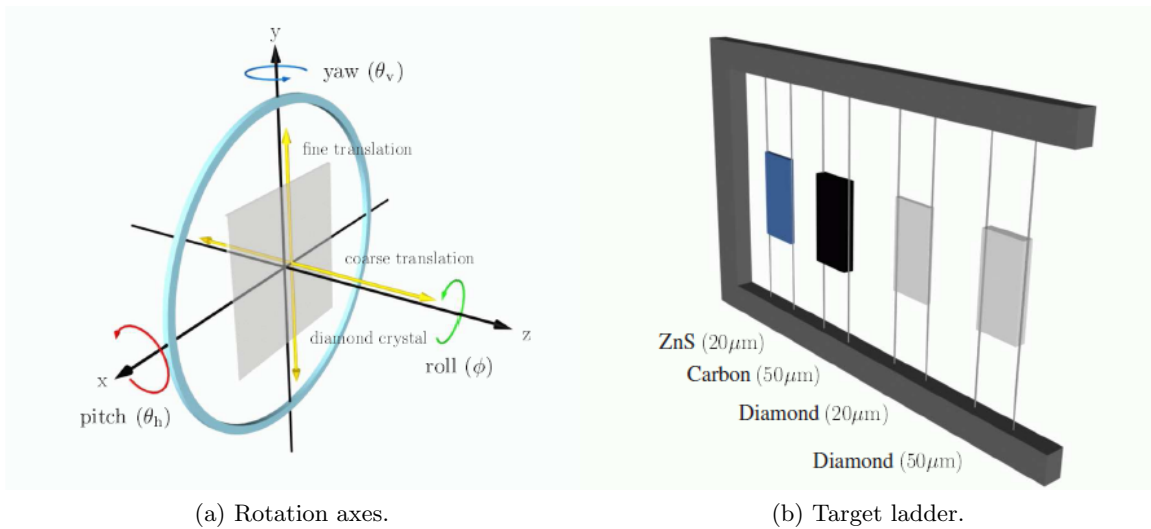 y
yaw (θv)
fine translation
coarse translation
diamond crystal
z
roll (ϕ)
x
pitch (θh)
ZnS (20μm)
Carbon (50μm)
Diamond (20μm)
Diamond (50μm)
(a) Rotation axes.
(b) Target ladder.